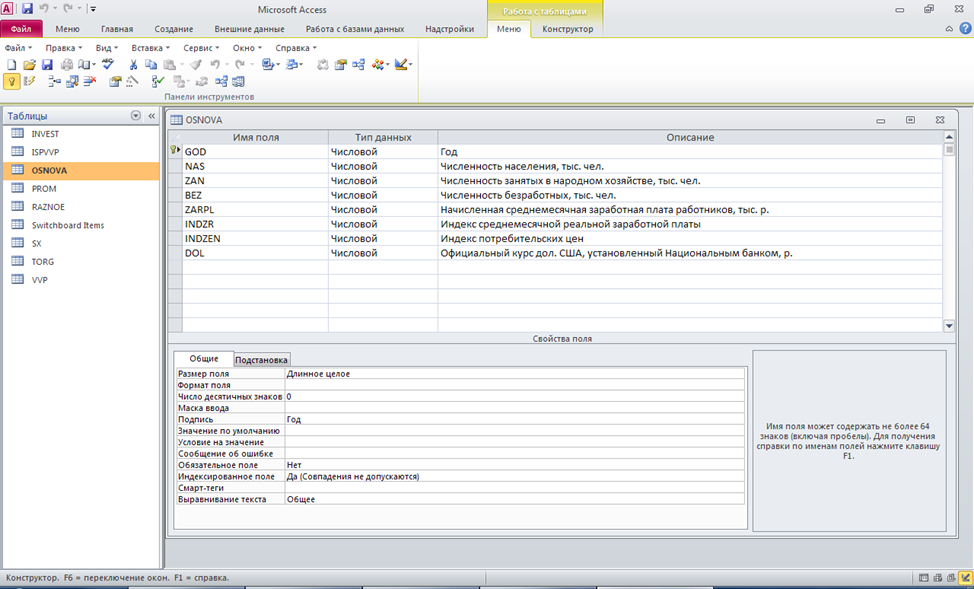 Microsoft Access
Работа с таблицами
Файл Меню Главная Создание Внешние данные Работа с базами данных Надстройки Меню Конструктор
Файл Правка Вид Вставка Сервис Окно Справка
Панели инструментов
Таблицы
INVEST
ISPVVP
OSNOVA
PROM
RAZNOE
Switchboard Items
SX
TORG
VVP
OSNOVA
Имя поля Тип данных Описание
GOD Числовой Год
NAS Числовой Численность населения, тыс. чел.
ZAN Числовой Численность занятых в народном хозяйстве, тыс. чел.
BEZ Числовой Численность безработных, тыс. чел.
ZARPL Числовой Начисленная среднемесячная заработная плата работников, тыс. р.
INDZR Числовой Индекс среднемесячной реальной заработной платы
INDZEN Числовой Индекс потребительских цен
DOL Числовой Официальный курс дол. США, установленный Национальным банком, р.
Свойства поля
Общие Подстановка
Размер поля Длинное целое
Формат поля
Число десятичных знаков 0
Маска ввода
Подпись Год
Значение по умолчанию
Условие на значение
Сообщение об ошибке
Обязательное поле Нет
Индексированное поле Да (Совпадения не допускаются)
Смарт-теги
Выравнивание текста Общее
Имя поля может содержать не более 64
знаков (включая пробелы). Для получения
справки по именам полей нажмите клавишу
F1.
Конструктор. F6 = переключение окон. F1 = справка.